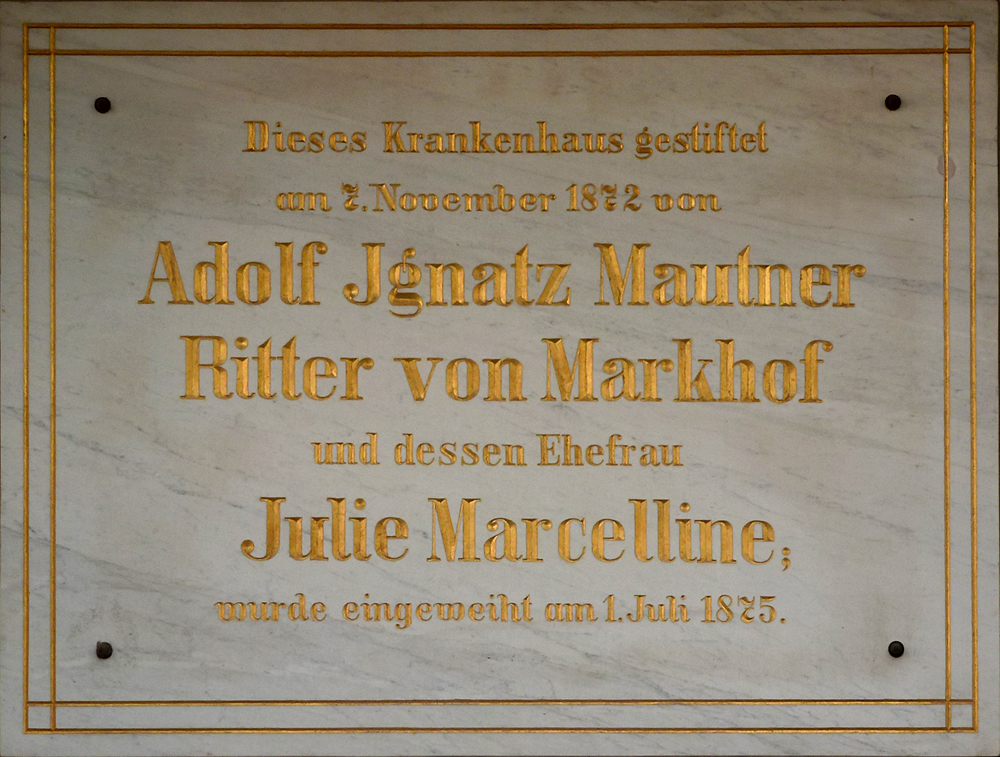 Dieses Krankenhaus gestiftet
am 7. November 1872 von
Adolf Jgnatz Mautner
Ritter von Markhof
und dessen Ehefrau
Julie Marcelline;
wurde eingeweiht am 1. Juli 1875.